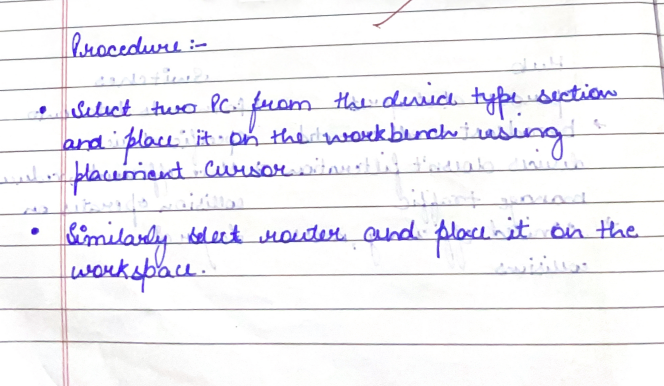 Procedure :-
• Select two PC. from the device type section
and place it on the workbench using
placement cursor
• Similarly select router and place it on the
workspace.